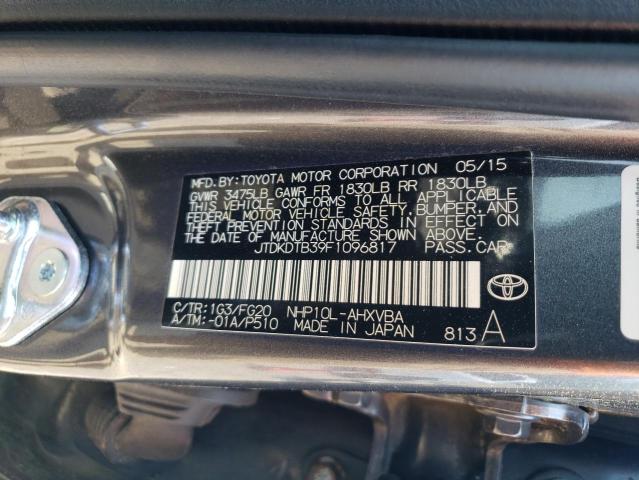 MFD.BY:TOYOTA MOTOR CORPORATION 05/15
GVWR 3475LB GAWR FR 1830LB RR 1830LB
THIS VEHICLE CONFORMS TO ALL APPLICABLE
FEDERAL MOTOR VEHICLE SAFETY, BUMPER, AND
THEFT PREVENTION STANDARDS IN EFFECT ON THE
DATE OF MANUFACTURE SHOWN ABOVE.
JTDKDTB39F1096817 PASS.CAR
C/TR:1G3/FG20 NHP10L-AHXVBA
A/TM:-01A/P510 MADE IN JAPAN 813A